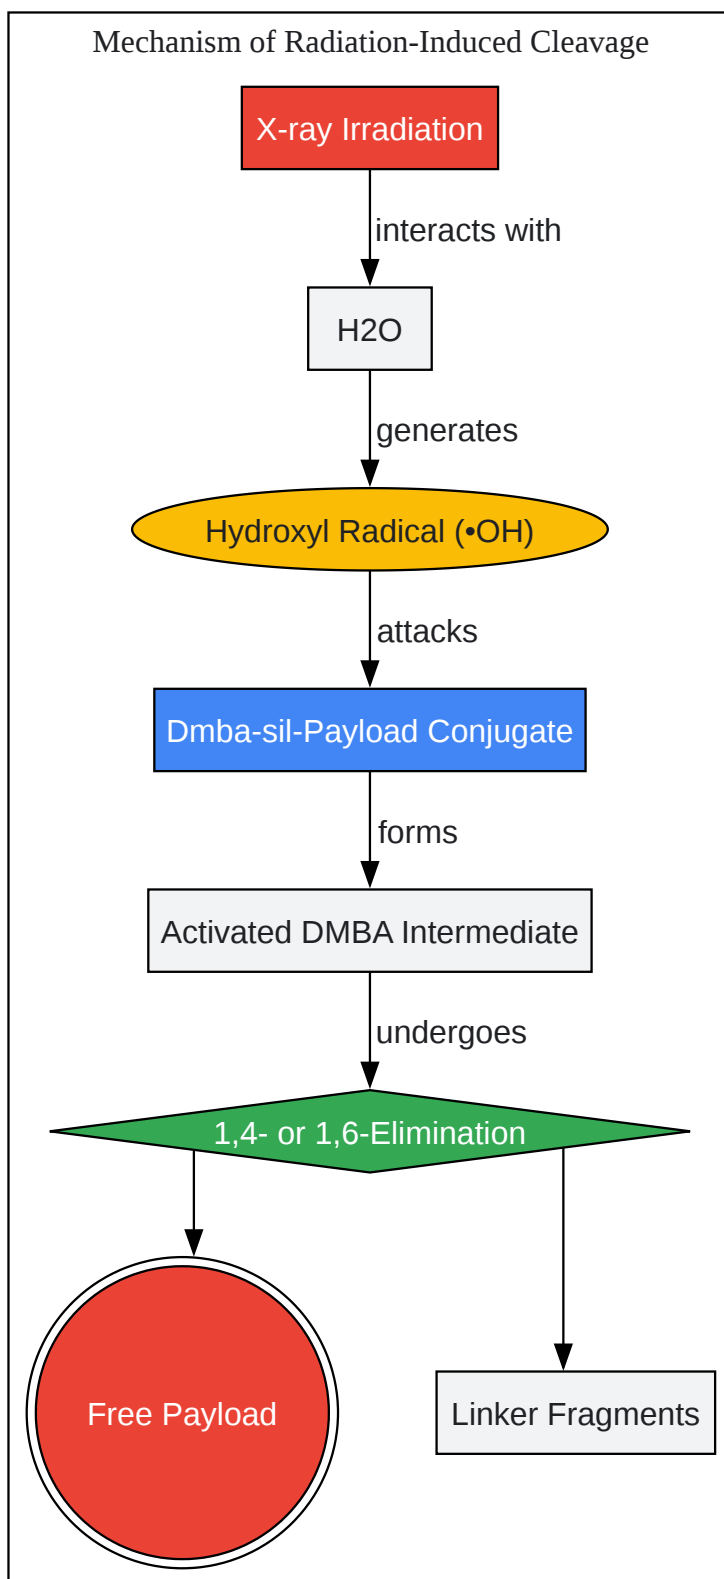 Mechanism of Radiation-Induced Cleavage
X-ray Irradiation
interacts with
H2O
generates
Hydroxyl Radical (•OH)
attacks
Dmba-sil-Payload Conjugate
forms
Activated DMBA Intermediate
undergoes
1,4- or 1,6-Elimination
Free Payload
Linker Fragments